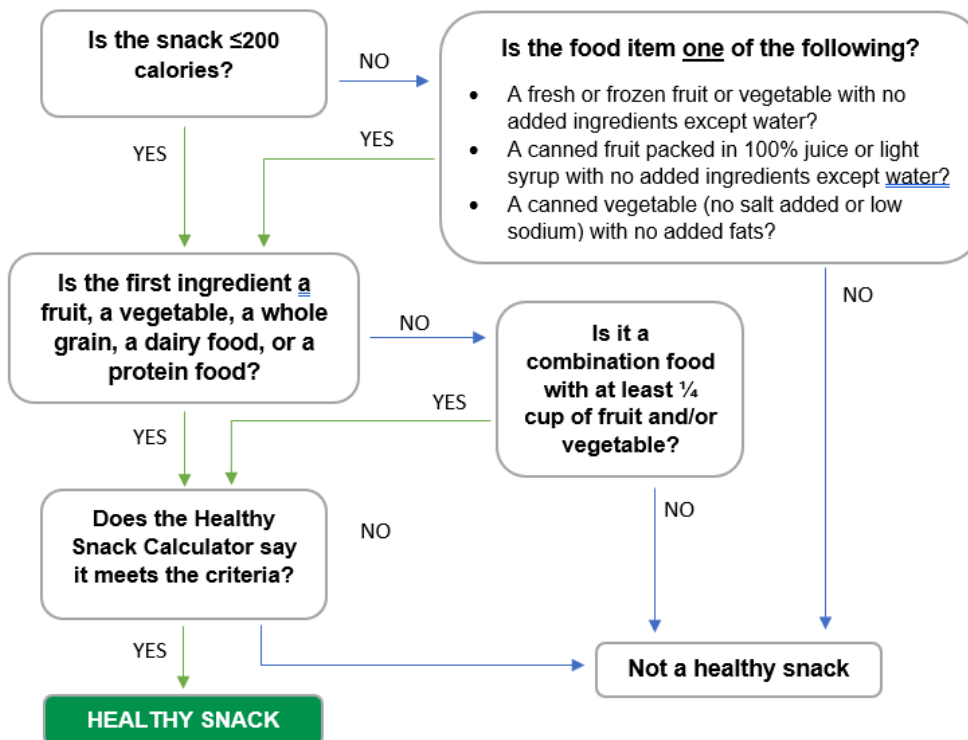 Is the snack ≤200
calories?
NO
Is the food item one of the following?
• A fresh or frozen fruit or vegetable with no
added ingredients except water?
• A canned fruit packed in 100% juice or light
syrup with no added ingredients except water?
• A canned vegetable (no salt added or low
sodium) with no added fats?
YES
YES
Is the first ingredient a
fruit, a vegetable, a whole
grain, a dairy food, or a
protein food?
NO
NO
Is it a
combination food
with at least ¼
cup of fruit and/or
vegetable?
YES
YES
Does the Healthy
Snack Calculator say
it meets the criteria?
NO
NO
YES
Not a healthy snack
HEALTHY SNACK